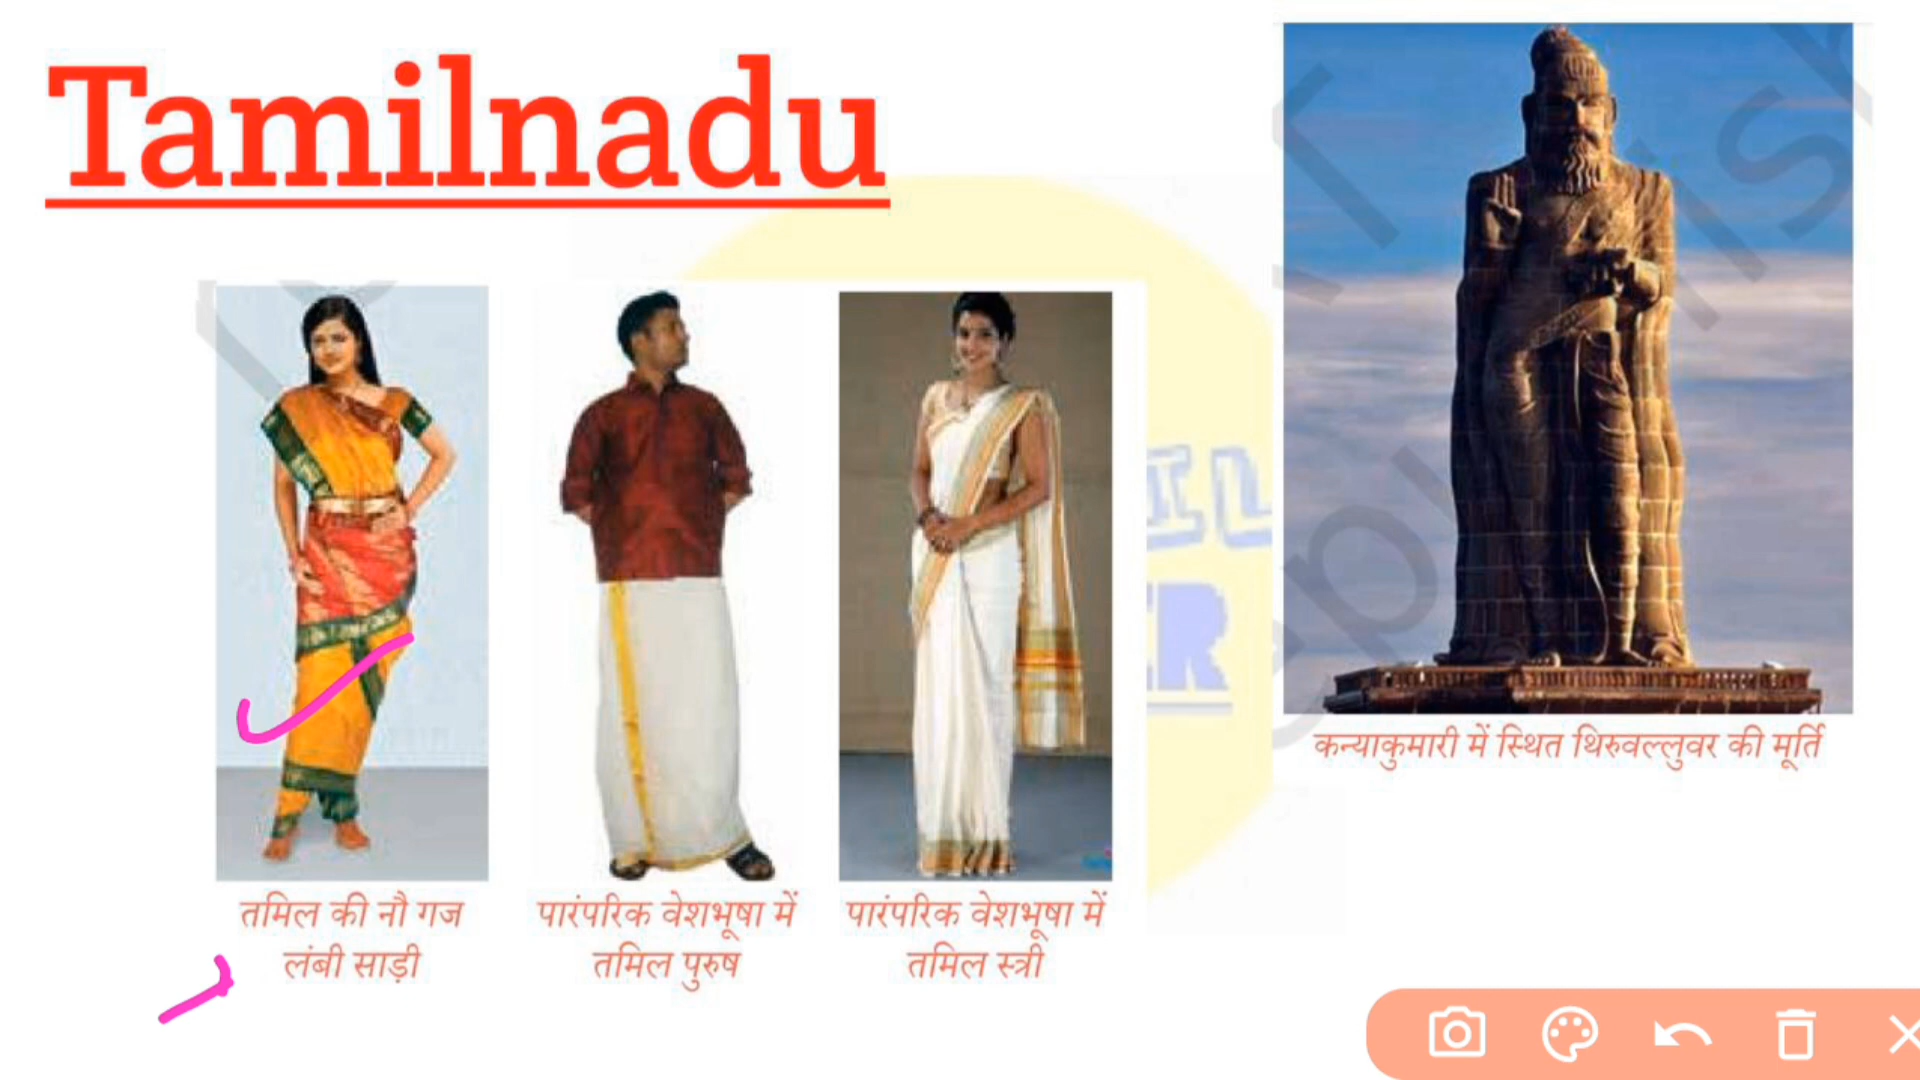 Tamilnadu
तमिल की नौ गज
लंबी साड़ी
पारंपरिक वेशभूषा में
तमिल पुरुष
पारंपरिक वेशभूषा में
तमिल स्त्री
कन्याकुमारी में स्थित थिरुवल्लुवर की मूर्ति